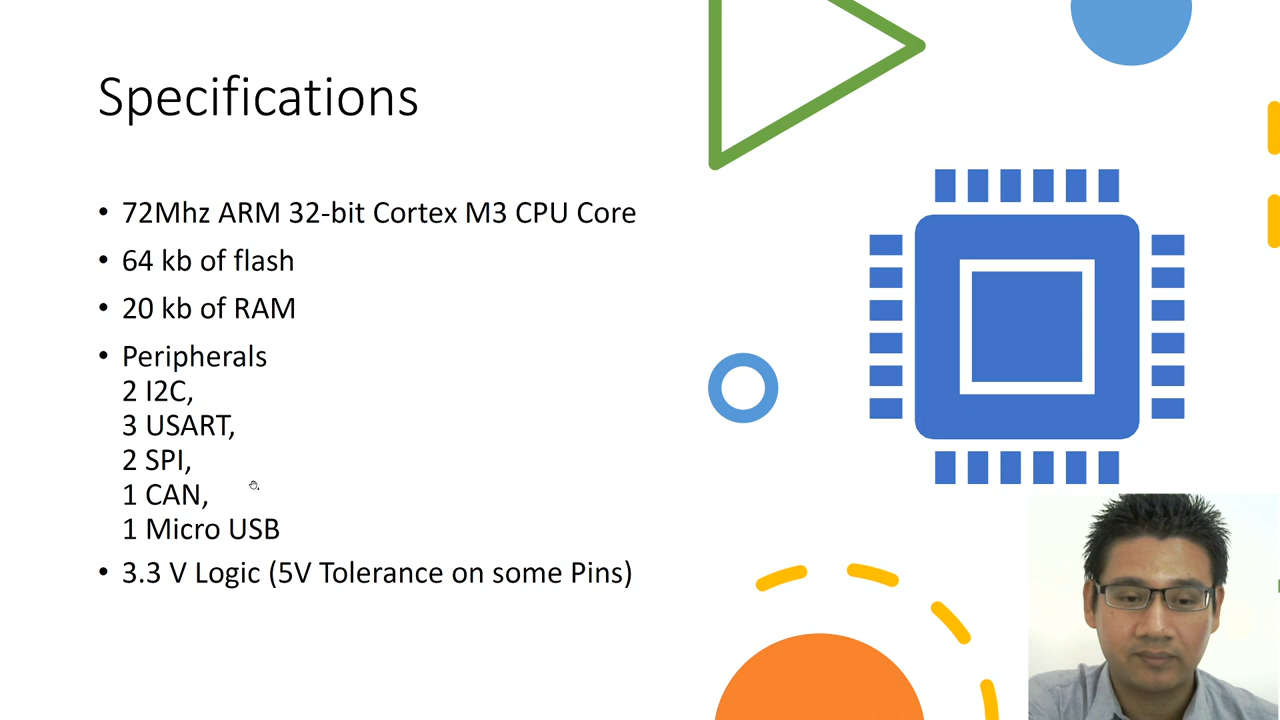 Specifications
• 72Mhz ARM 32-bit Cortex M3 CPU Core
• 64 kb of flash
• 20 kb of RAM
• Peripherals
2 I2C,
3 USART,
2 SPI,
1 CAN,
1 Micro USB
• 3.3 V Logic (5V Tolerance on some Pins)